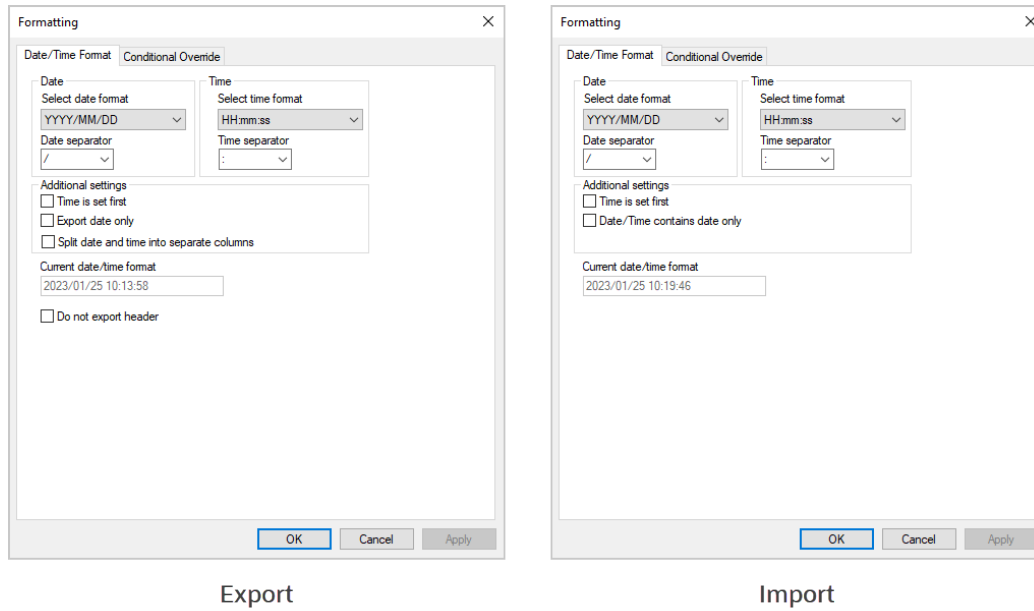 Formatting
Date/Time Format Conditional Override
Date Time
Select date format Select time format
YYYY/MM/DD HH:mm:ss
Date separator Time separator
/ :
Additional settings
Time is set first
Export date only
Split date and time into separate columns
Current date/time format
2023/01/25 10:13:58
Do not export header
OK Cancel Apply
Export
Formatting
Date/Time Format Conditional Override
Date Time
Select date format Select time format
YYYY/MM/DD HH:mm:ss
Date separator Time separator
/ :
Additional settings
Time is set first
Date/Time contains date only
Current date/time format
2023/01/25 10:19:46
OK Cancel Apply
Import